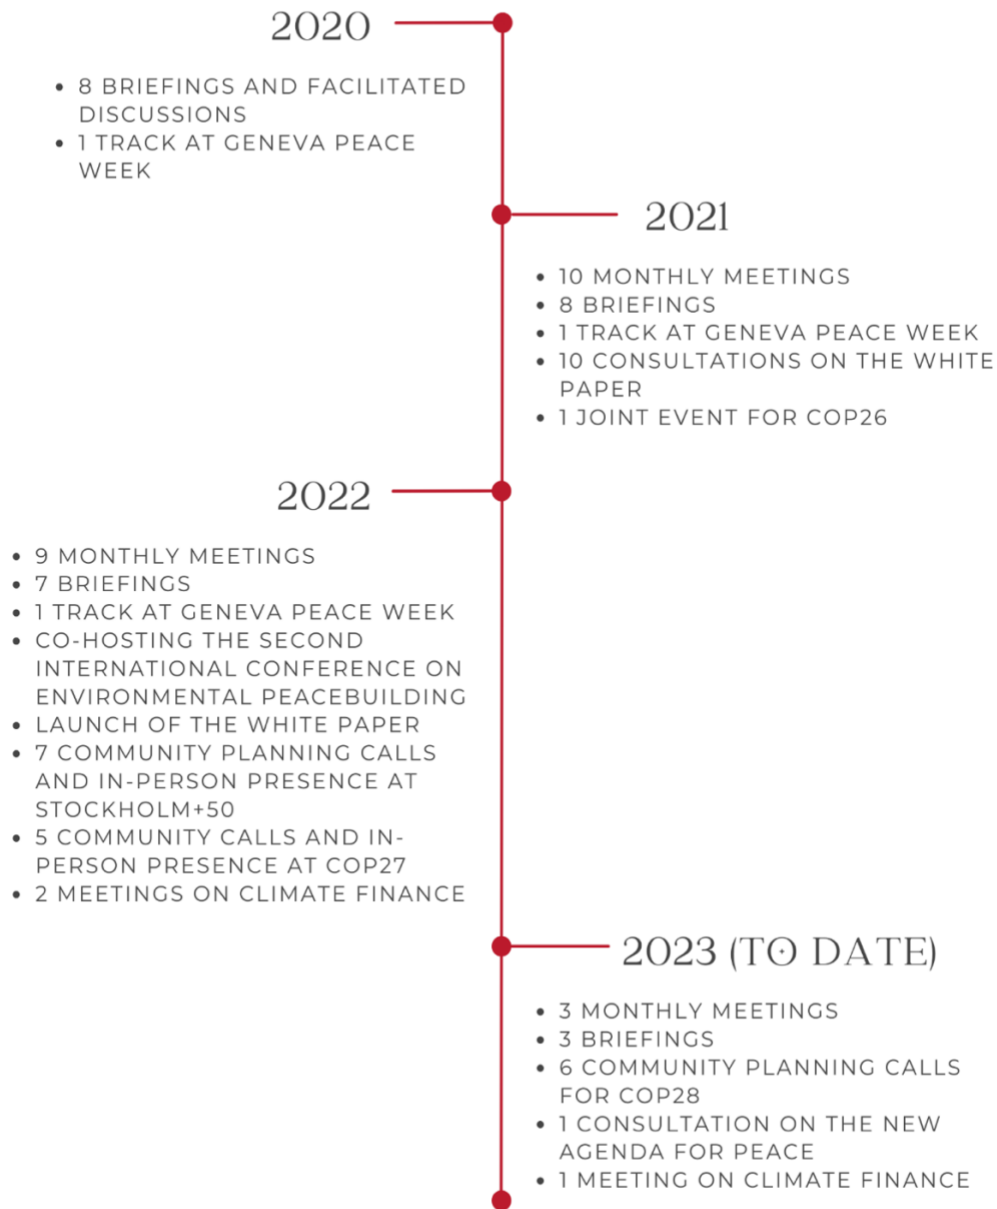 2020
• 8 BRIEFINGS AND FACILITATED
DISCUSSIONS
• 1 TRACK AT GENEVA PEACE
WEEK
2021
• 10 MONTHLY MEETINGS
• 8 BRIEFINGS
• 1 TRACK AT GENEVA PEACE WEEK
• 10 CONSULTATIONS ON THE WHITE
PAPER
• 1 JOINT EVENT FOR COP26
2022
• 9 MONTHLY MEETINGS
• 7 BRIEFINGS
• 1 TRACK AT GENEVA PEACE WEEK
• CO-HOSTING THE SECOND
INTERNATIONAL CONFERENCE ON
ENVIRONMENTAL PEACEBUILDING
• LAUNCH OF THE WHITE PAPER
• 7 COMMUNITY PLANNING CALLS
AND IN-PERSON PRESENCE AT
STOCKHOLM+50
• 5 COMMUNITY CALLS AND IN-
PERSON PRESENCE AT COP27
• 2 MEETINGS ON CLIMATE FINANCE
2023 (TO DATE)
• 3 MONTHLY MEETINGS
• 3 BRIEFINGS
• 6 COMMUNITY PLANNING CALLS
FOR COP28
• 1 CONSULTATION ON THE NEW
AGENDA FOR PEACE
• 1 MEETING ON CLIMATE FINANCE